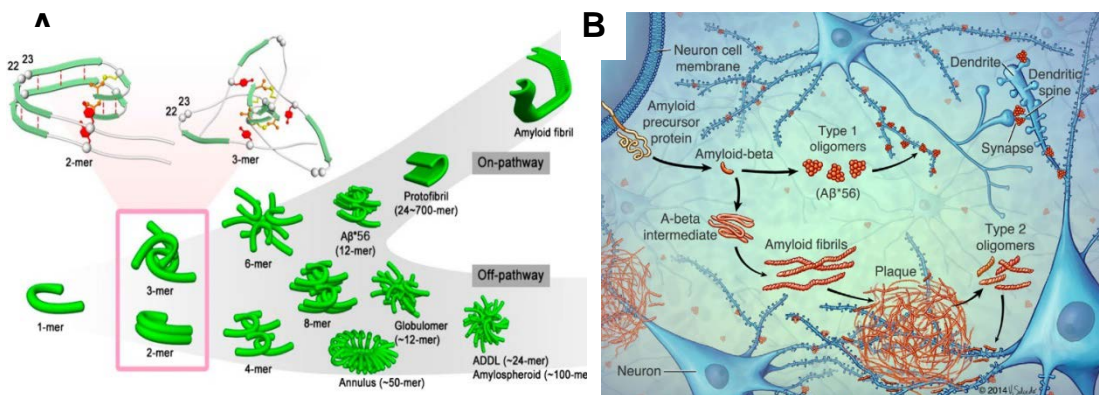 A
22 23
2-mer
22
23
3-mer
Amyloid fibril
On-pathway
Protofibril
(24~700-mer)
Aβ*56
(12-mer)
6-mer
3-mer
1-mer
2-mer
4-mer
8-mer
Off-pathway
Globulomer
(~12-mer)
Annulus (~50-mer)
ADDL (~24-mer)
Amylospheroid (~100-me
B
Neuron cell
membrane
Amyloid
precursor
protein
Amyloid-beta
Type 1
oligomers
(Aβ*56)
Dendrite
Dendritic
spine
Synapse
A-beta
intermediate
Amyloid fibrils
Plaque
Type 2
oligomers
Neuron
© 2014